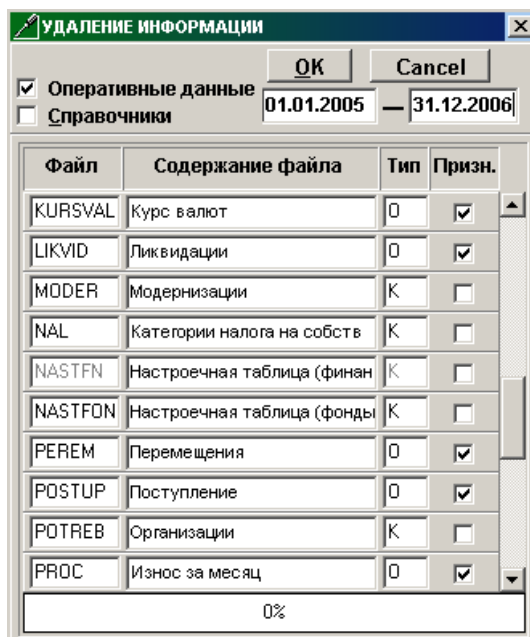 УДАЛЕНИЕ ИНФОРМАЦИИ
OK Cancel
Оперативные данные
Справочники
01.01.2005 — 31.12.2006
Файл Содержание файла Тип Призн.
KURSVAL Курс валют О
LIKVID Ликвидации О
MODER Модернизации К
NAL Категории налога на собств К
NASTFN Настроечная таблица (финан К
NASTFON Настроечная таблица (фонды К
PEREM Перемещения О
POSTUP Поступление О
POTREB Организации К
PROC Износ за месяц О
0%